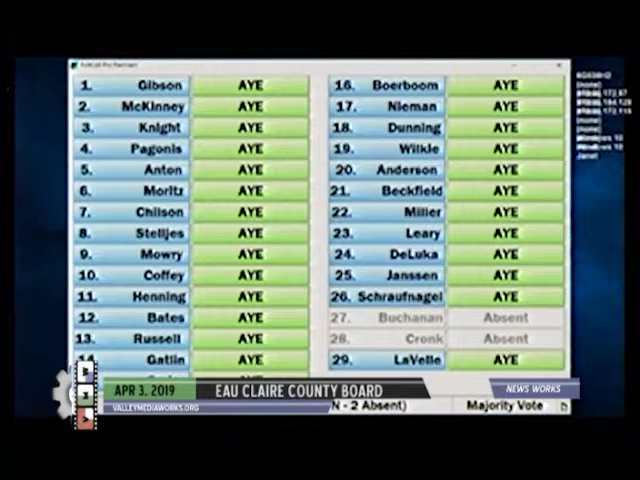 1. Gibson AYE
2. McKinney AYE
3. Knight AYE
4. Pagonis AYE
5. Anton AYE
6. Moritz AYE
7. Chilson AYE
8. Stelljes AYE
9. Mowry AYE
10. Coffey AYE
11. Henning AYE
12. Bates AYE
13. Russell AYE
14. Gatlin AYE
16. Boerboom AYE
17. Nieman AYE
18. Dunning AYE
19. Wilkie AYE
20. Anderson AYE
21. Beckfield AYE
22. Miller AYE
23. Leary AYE
24. DeLuka AYE
25. Janssen AYE
26. Schraufnagel AYE
27. Buchanan Absent
28. Cronk Absent
29. LaVelle AYE
N - 2 Absent) Majority Vote
W
M
V
APR 3, 2019 EAU CLAIRE COUNTY BOARD NEWS WORKS
VALLEYMEDIAWORKS.ORG